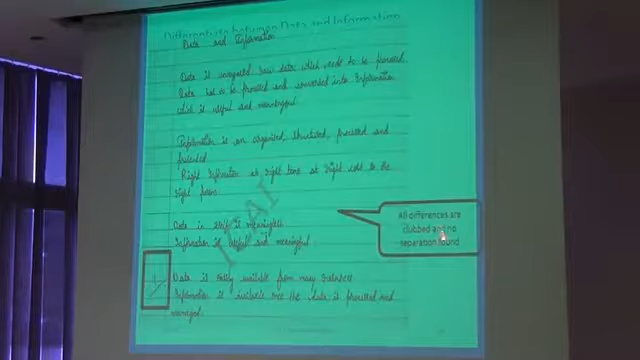 Differentiate between Data and Information
Data and Information
Data is unorganized, raw data which needs to be processed.
Data has to be processed and converted into Information
which is useful and meaningful
Information is an organized, structured, processed and
presented
Right Information at right time at right cost to the
right form
Data in itself is meaningless
Information is useful and meaningful
Data is easily available from many
Information is available once the data is processed and
managed.
All differences are
clubbed and no
separation found
ICAI